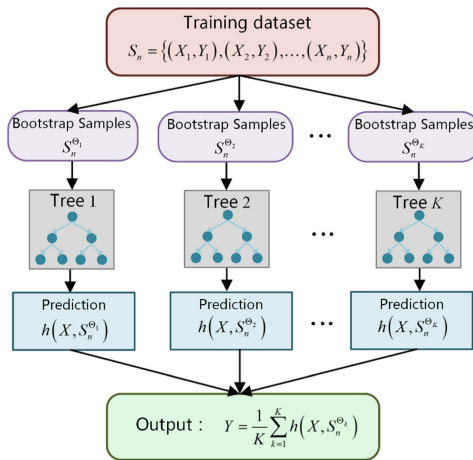 Training dataset
S_n = {(X_1,Y_1),(X_2,Y_2),...,(X_n,Y_n)}
Bootstrap Samples
S_n^{Θ_1}
Bootstrap Samples
S_n^{Θ_2}
...
Bootstrap Samples
S_n^{Θ_K}
Tree 1
Tree 2
Tree K
...
Prediction
h(X,S_n^{Θ_1})
Prediction
h(X,S_n^{Θ_2})
...
Prediction
h(X,S_n^{Θ_K})
Output : Y = \frac{1}{K} \sum_{k=1}^{K} h(X,S_n^{Θ_k})